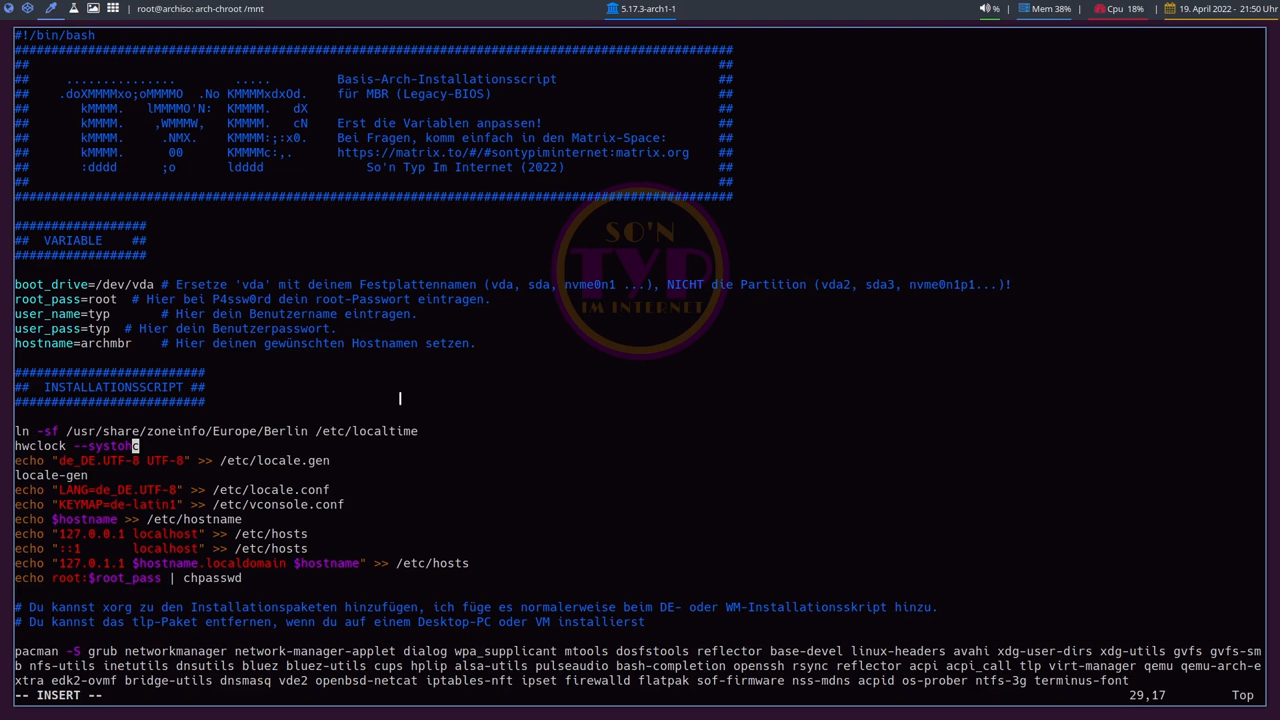 root@archiso: arch-chroot /mnt
5.17.3-arch1-1
%
Mem 38%
Cpu 18%
19. April 2022 - 21:50 Uhr
#!/bin/bash
##################################################################################################
##                                                                                              ##
##     ...............        .....         Basis-Arch-Installationsscript                      ##
##    .doXMMMMxo;oMMMMO  .No KMMMMxdxOd.    für MBR (Legacy-BIOS)                               ##
##       kMMMM.   lMMMMO'N:  KMMMM.   dX                                                        ##
##       kMMMM.    ,WMMMW,   KMMMM.   cN    Erst die Variablen anpassen!                        ##
##       kMMMM.     .NMX.    KMMMM:;:x0.    Bei Fragen, komm einfach in den Matrix-Space:       ##
##       kMMMM.      00      KMMMMc:,.      https://matrix.to/#/#sontypiminternet:matrix.org    ##
##       :dddd      ;o       ldddd              So'n Typ Im Internet (2022)                     ##
##                                                                                              ##
##################################################################################################
SO'N
TYP
IM INTERNET
##################
##  VARIABLE    ##
##################
boot_drive=/dev/vda # Ersetze 'vda' mit deinem Festplattennamen (vda, sda, nvme0n1 ...), NICHT die Partition (vda2, sda3, nvme0n1p1...)!
root_pass=root  # Hier bei P4ssw0rd dein root-Passwort eintragen.
user_name=typ       # Hier dein Benutzername eintragen.
user_pass=typ  # Hier dein Benutzerpasswort.
hostname=archmbr    # Hier deinen gewünschten Hostnamen setzen.
##########################
##  INSTALLATIONSSCRIPT ##
##########################
ln -sf /usr/share/zoneinfo/Europe/Berlin /etc/localtime
hwclock --systohc
echo "de_DE.UTF-8 UTF-8" >> /etc/locale.gen
locale-gen
echo "LANG=de_DE.UTF-8" >> /etc/locale.conf
echo "KEYMAP=de-latin1" >> /etc/vconsole.conf
echo $hostname >> /etc/hostname
echo "127.0.0.1 localhost" >> /etc/hosts
echo "::1       localhost" >> /etc/hosts
echo "127.0.1.1 $hostname.localdomain $hostname" >> /etc/hosts
echo root:$root_pass | chpasswd
# Du kannst xorg zu den Installationspaketen hinzufügen, ich füge es normalerweise beim DE- oder WM-Installationsskript hinzu.
# Du kannst das tlp-Paket entfernen, wenn du auf einem Desktop-PC oder VM installierst
pacman -S grub networkmanager network-manager-applet dialog wpa_supplicant mtools dosfstools reflector base-devel linux-headers avahi xdg-user-dirs xdg-utils gvfs gvfs-sm
b nfs-utils inetutils dnsutils bluez bluez-utils cups hplip alsa-utils pulseaudio bash-completion openssh rsync reflector acpi acpi_call tlp virt-manager qemu qemu-arch-e
xtra edk2-ovmf bridge-utils dnsmasq vde2 openbsd-netcat iptables-nft ipset firewalld flatpak sof-firmware nss-mdns acpid os-prober ntfs-3g terminus-font
-- INSERT --                    29,17          Top